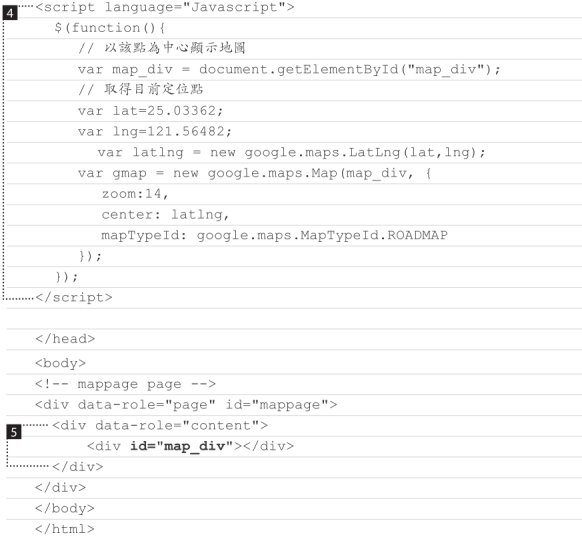 4 <script language="Javascript">
$(function(){
// 以該點為中心顯示地圖
var map_div = document.getElementById("map_div");
// 取得目前定位點
var lat=25.03362;
var lng=121.56482;
var latlng = new google.maps.LatLng(lat,lng);
var gmap = new google.maps.Map(map_div, {
zoom:14,
center: latlng,
mapTypeId: google.maps.MapTypeId.ROADMAP
});
});
</script>
</head>
<body>
<!-- mappage page -->
<div data-role="page" id="mappage">
5 <div data-role="content">
<div id="map_div"></div>
</div>
</div>
</body>
</html>